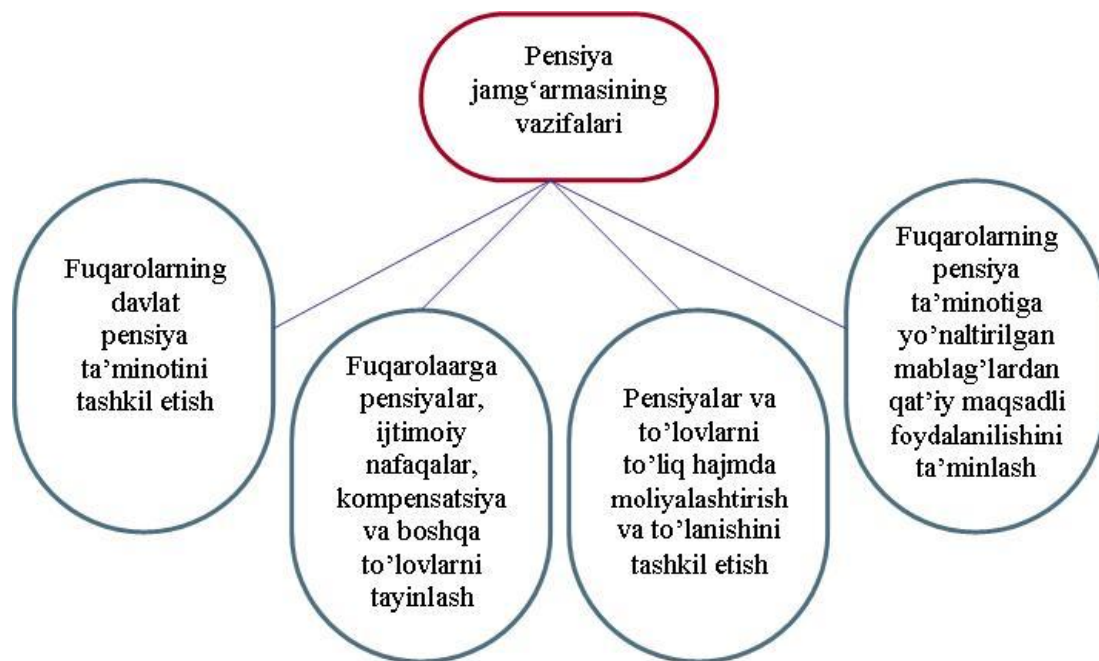 Pensiya
jamg‘armasining
vazifalari
Fuqarolarning
davlat
pensiya
ta’minotini
tashkil etish
Fuqarolaarga
pensiyalar,
ijtimoiy
nafaqalar,
kompensatsiya
va boshqa
to’lovlarni
tayinlash
Pensiyalar va
to’lovlarni
to’liq hajmda
moliyalashtirish
va to’lanishini
tashkil etish
Fuqarolarning
pensiya
ta’minotiga
yo’naltirilgan
mablag’lardan
qat’iy maqsadli
foydalanilishini
ta’minlash